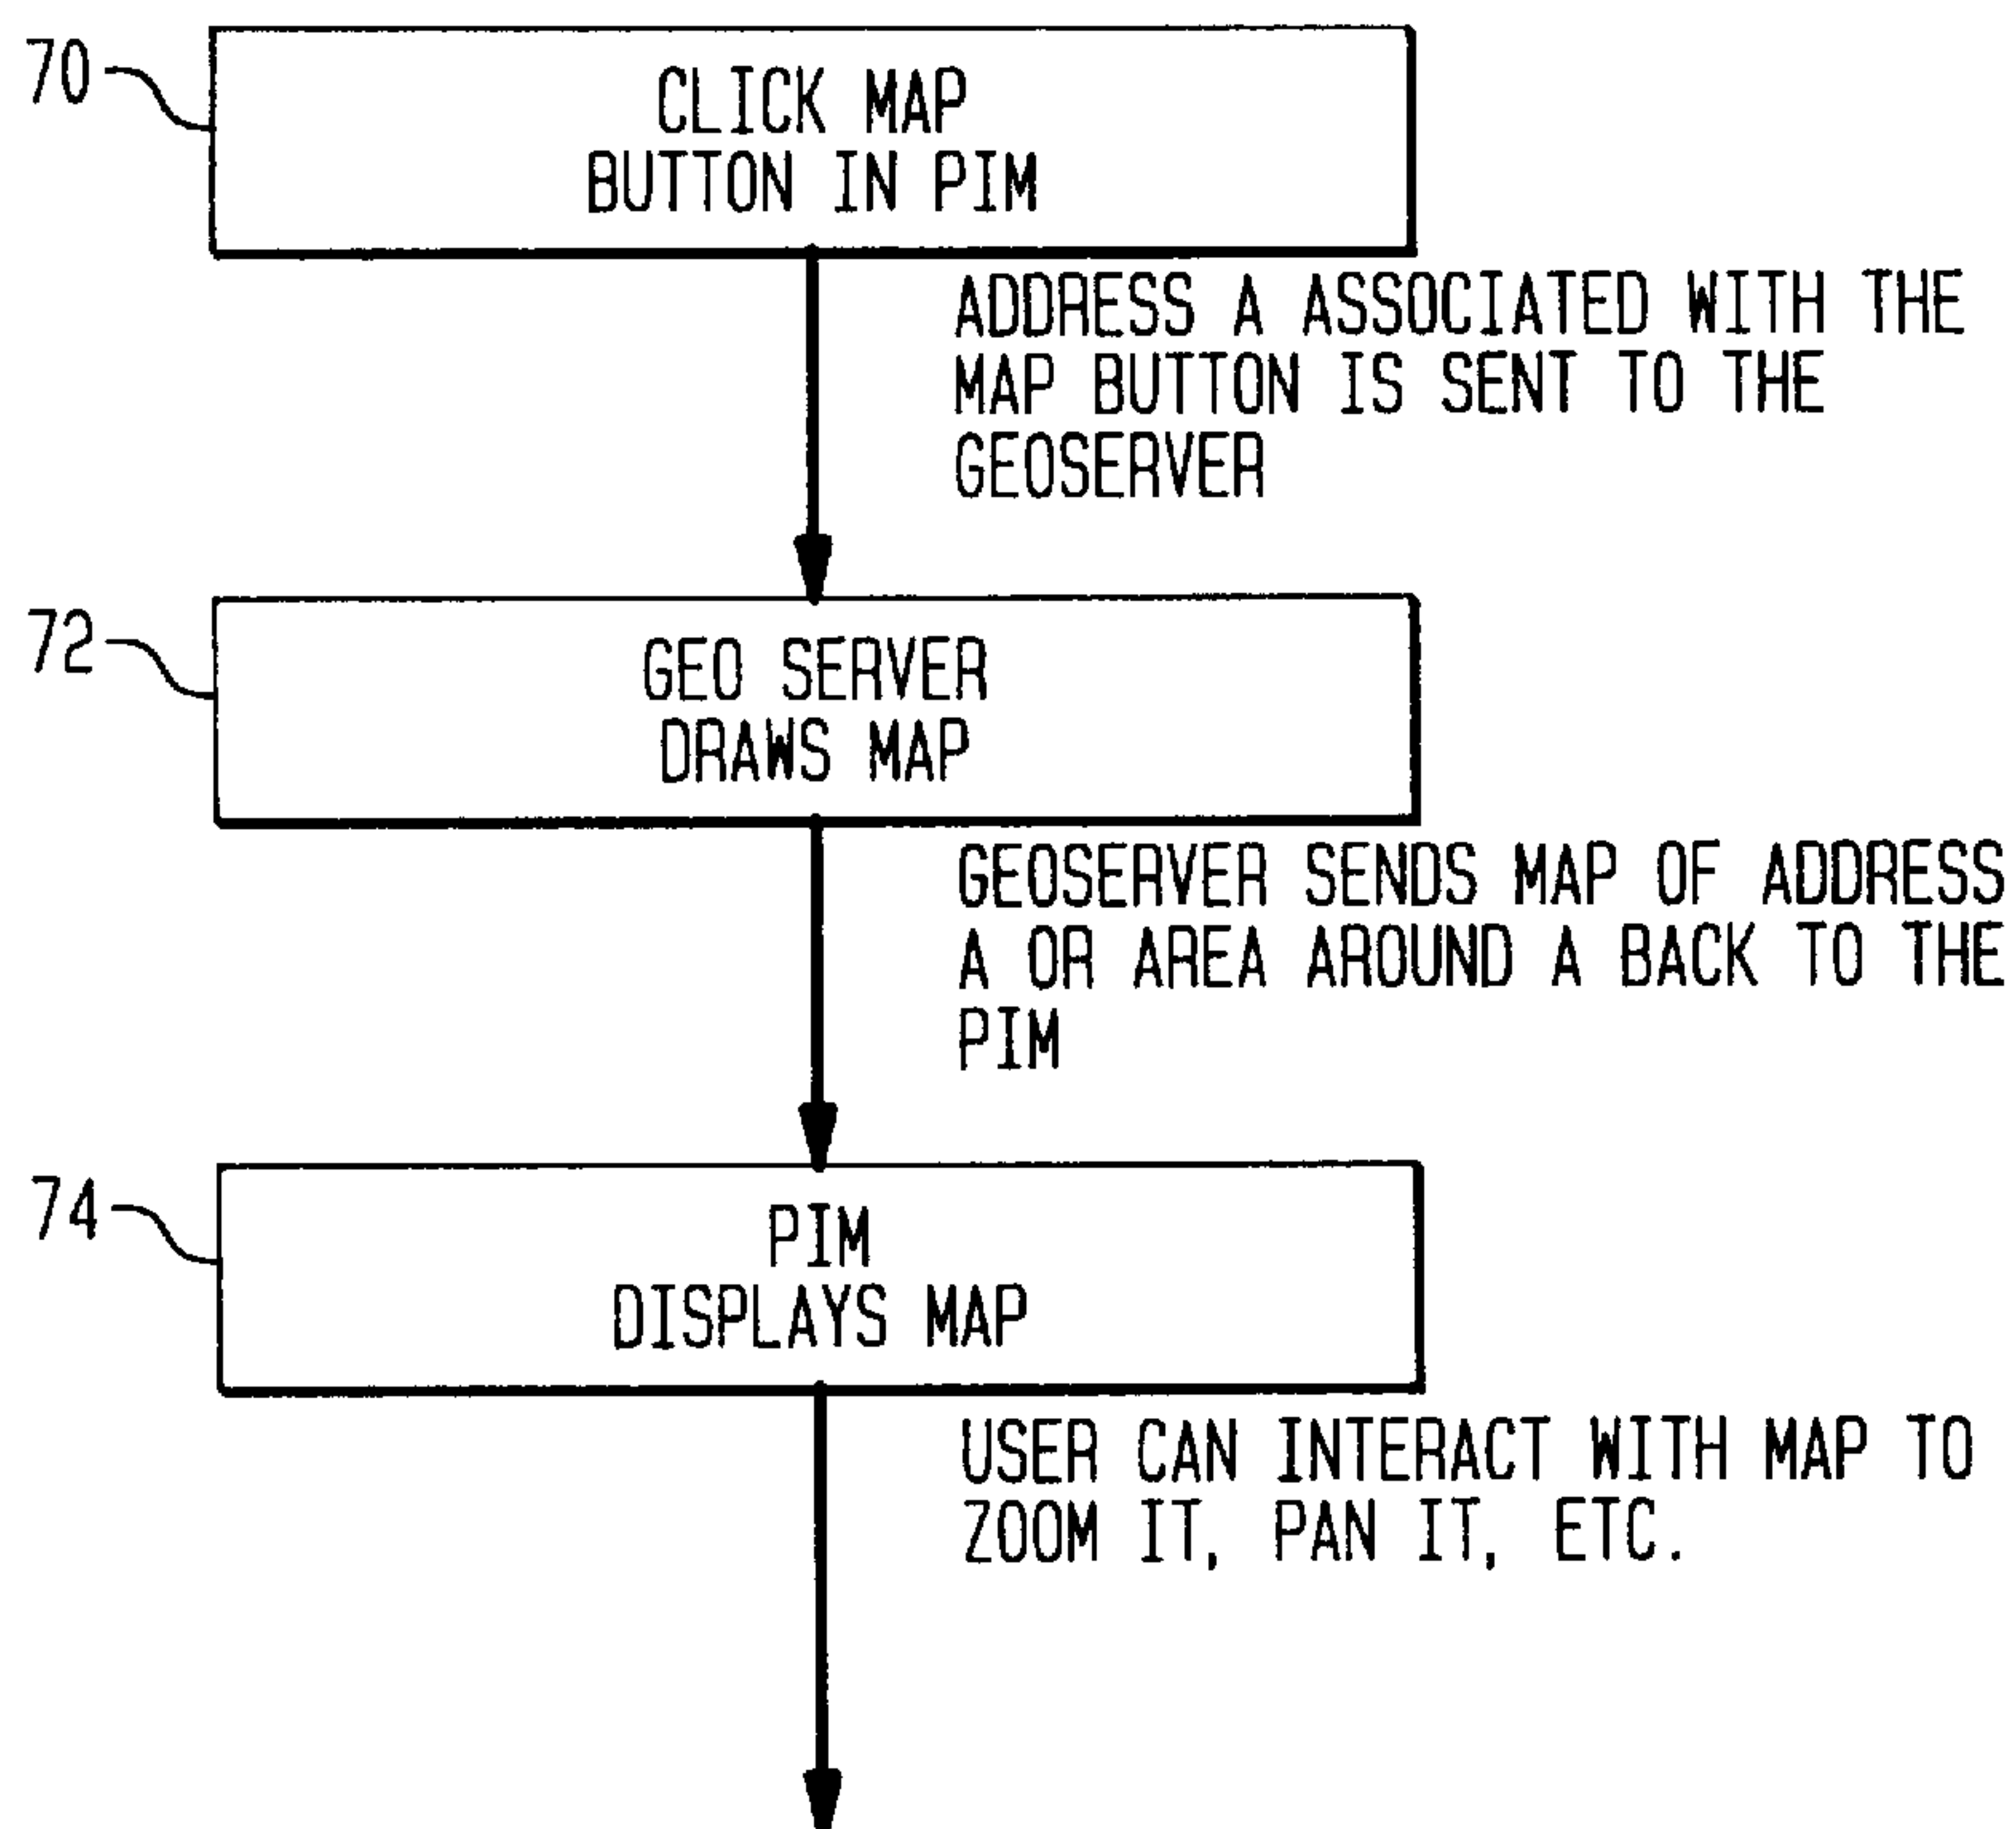 70
CLICK MAP
BUTTON IN PIM
ADDRESS A ASSOCIATED WITH THE
MAP BUTTON IS SENT TO THE
GEOSERVER
72
GEO SERVER
DRAWS MAP
GEOSERVER SENDS MAP OF ADDRESS
A OR AREA AROUND A BACK TO THE
PIM
74
PIM
DISPLAYS MAP
USER CAN INTERACT WITH MAP TO
ZOOM IT, PAN IT, ETC.